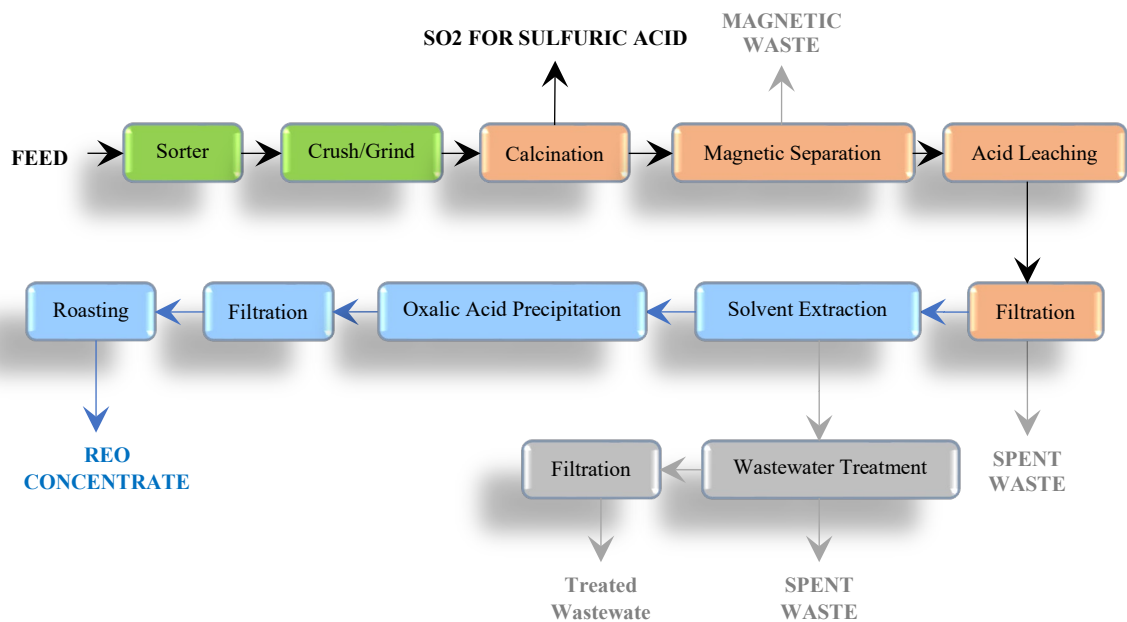 SO2 FOR SULFURIC ACID
MAGNETIC
WASTE
FEED
Sorter
Crush/Grind
Calcination
Magnetic Separation
Acid Leaching
Roasting
Filtration
Oxalic Acid Precipitation
Solvent Extraction
Filtration
REO
CONCENTRATE
Filtration
Wastewater Treatment
SPENT
WASTE
Treated
Wastewate
SPENT
WASTE